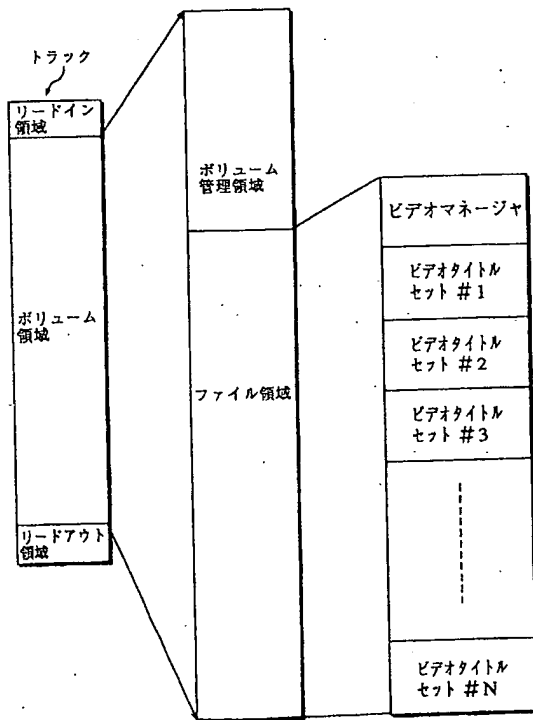 トラック
リードイン
領域
ボリューム
領域
リードアウト
領域
ボリューム
管理領域
ファイル領域
ビデオマネージャ
ビデオタイトル
セット #1
ビデオタイトル
セット #2
ビデオタイトル
セット #3
ビデオタイトル
セット #N